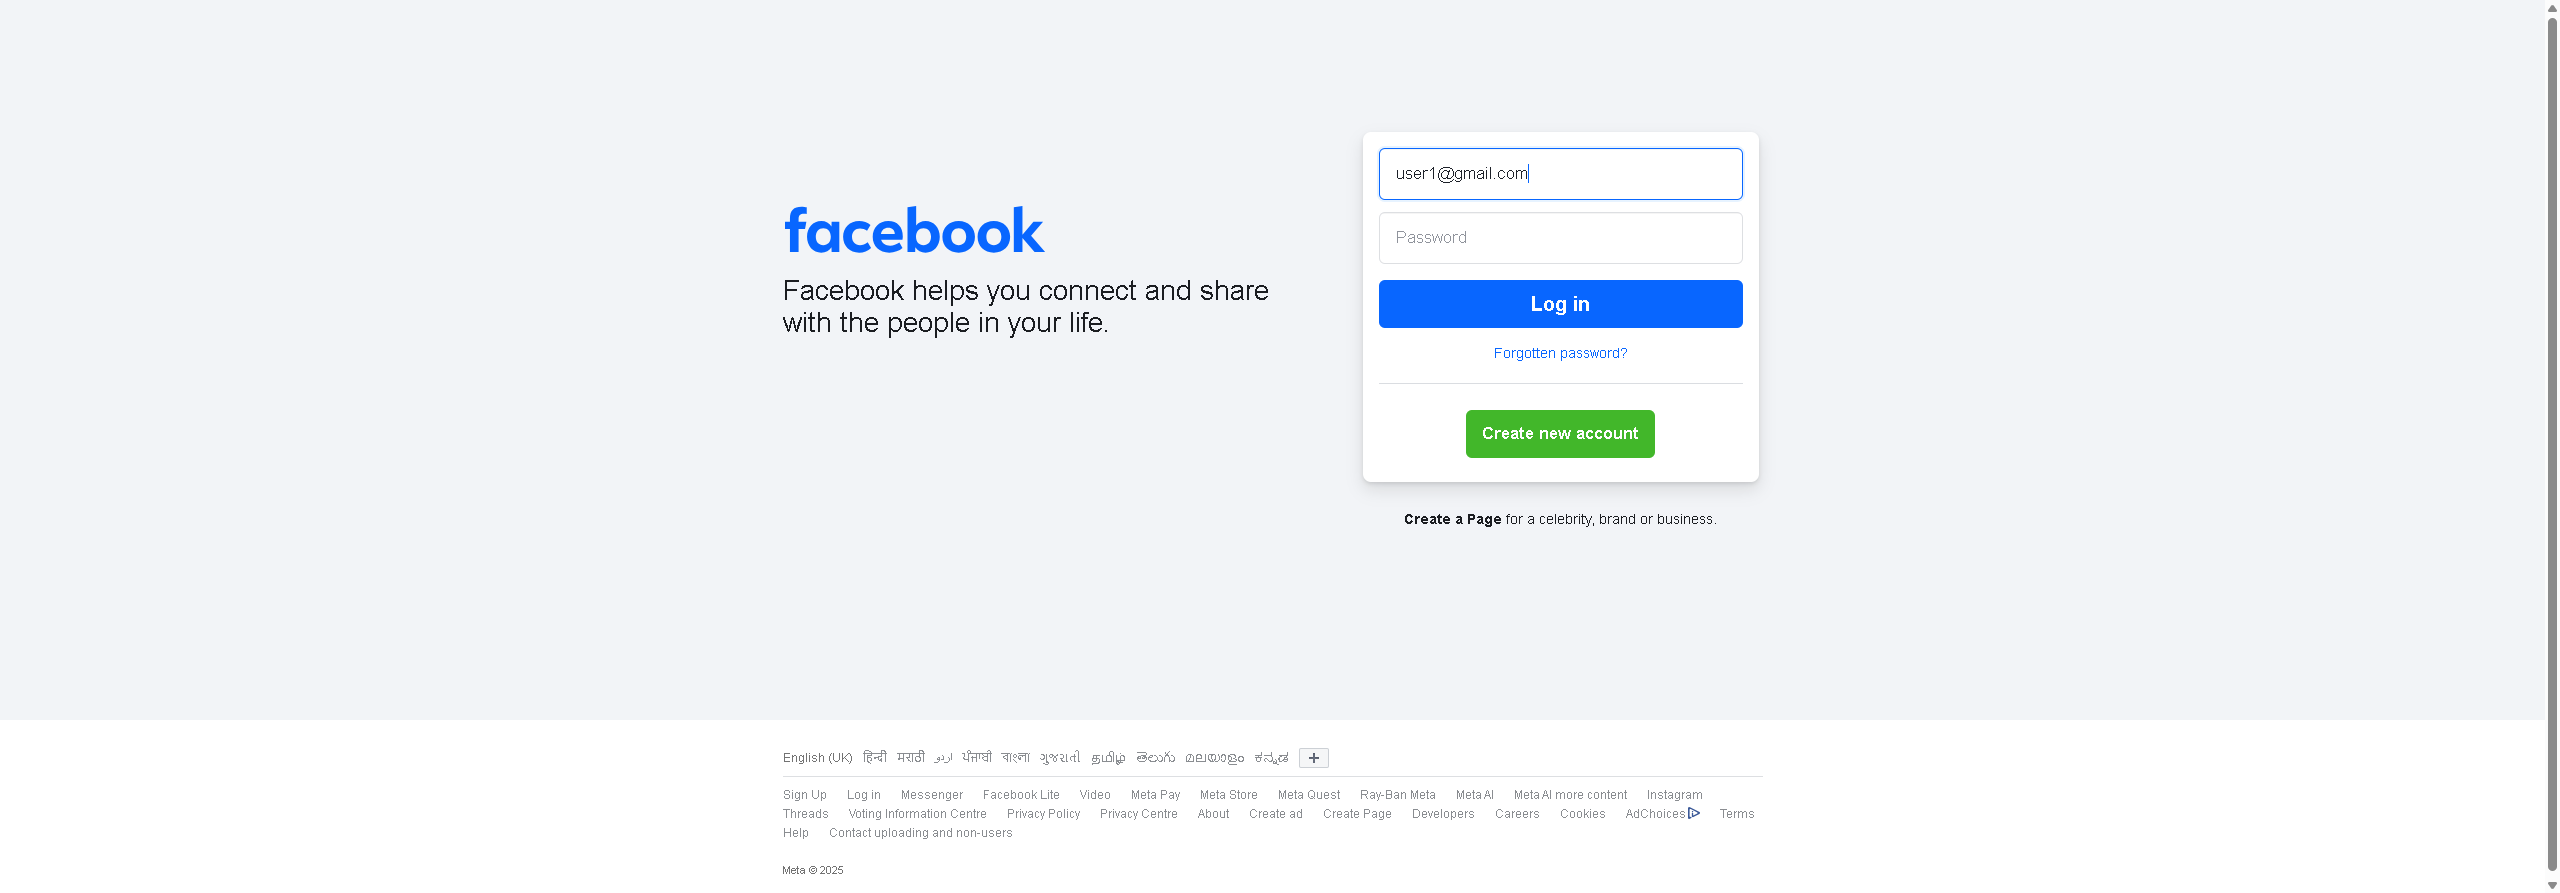 facebook
Facebook helps you connect and share
with the people in your life.
user1@gmail.com
Password
Log in
Forgotten password?
Create new account
Create a Page for a celebrity, brand or business.
English (UK) हिन्दी मराठी اردو ਪੰਜਾਬੀ বাংলা ગુજરાતી தமிழ் తెలుగు മലയാളം ಕನ್ನಡ +
Sign Up Log in Messenger Facebook Lite Video Meta Pay Meta Store Meta Quest Ray-Ban Meta Meta AI Meta AI more content Instagram
Threads Voting Information Centre Privacy Policy Privacy Centre About Create ad Create Page Developers Careers Cookies AdChoices Terms
Help Contact uploading and non-users
Meta © 2025